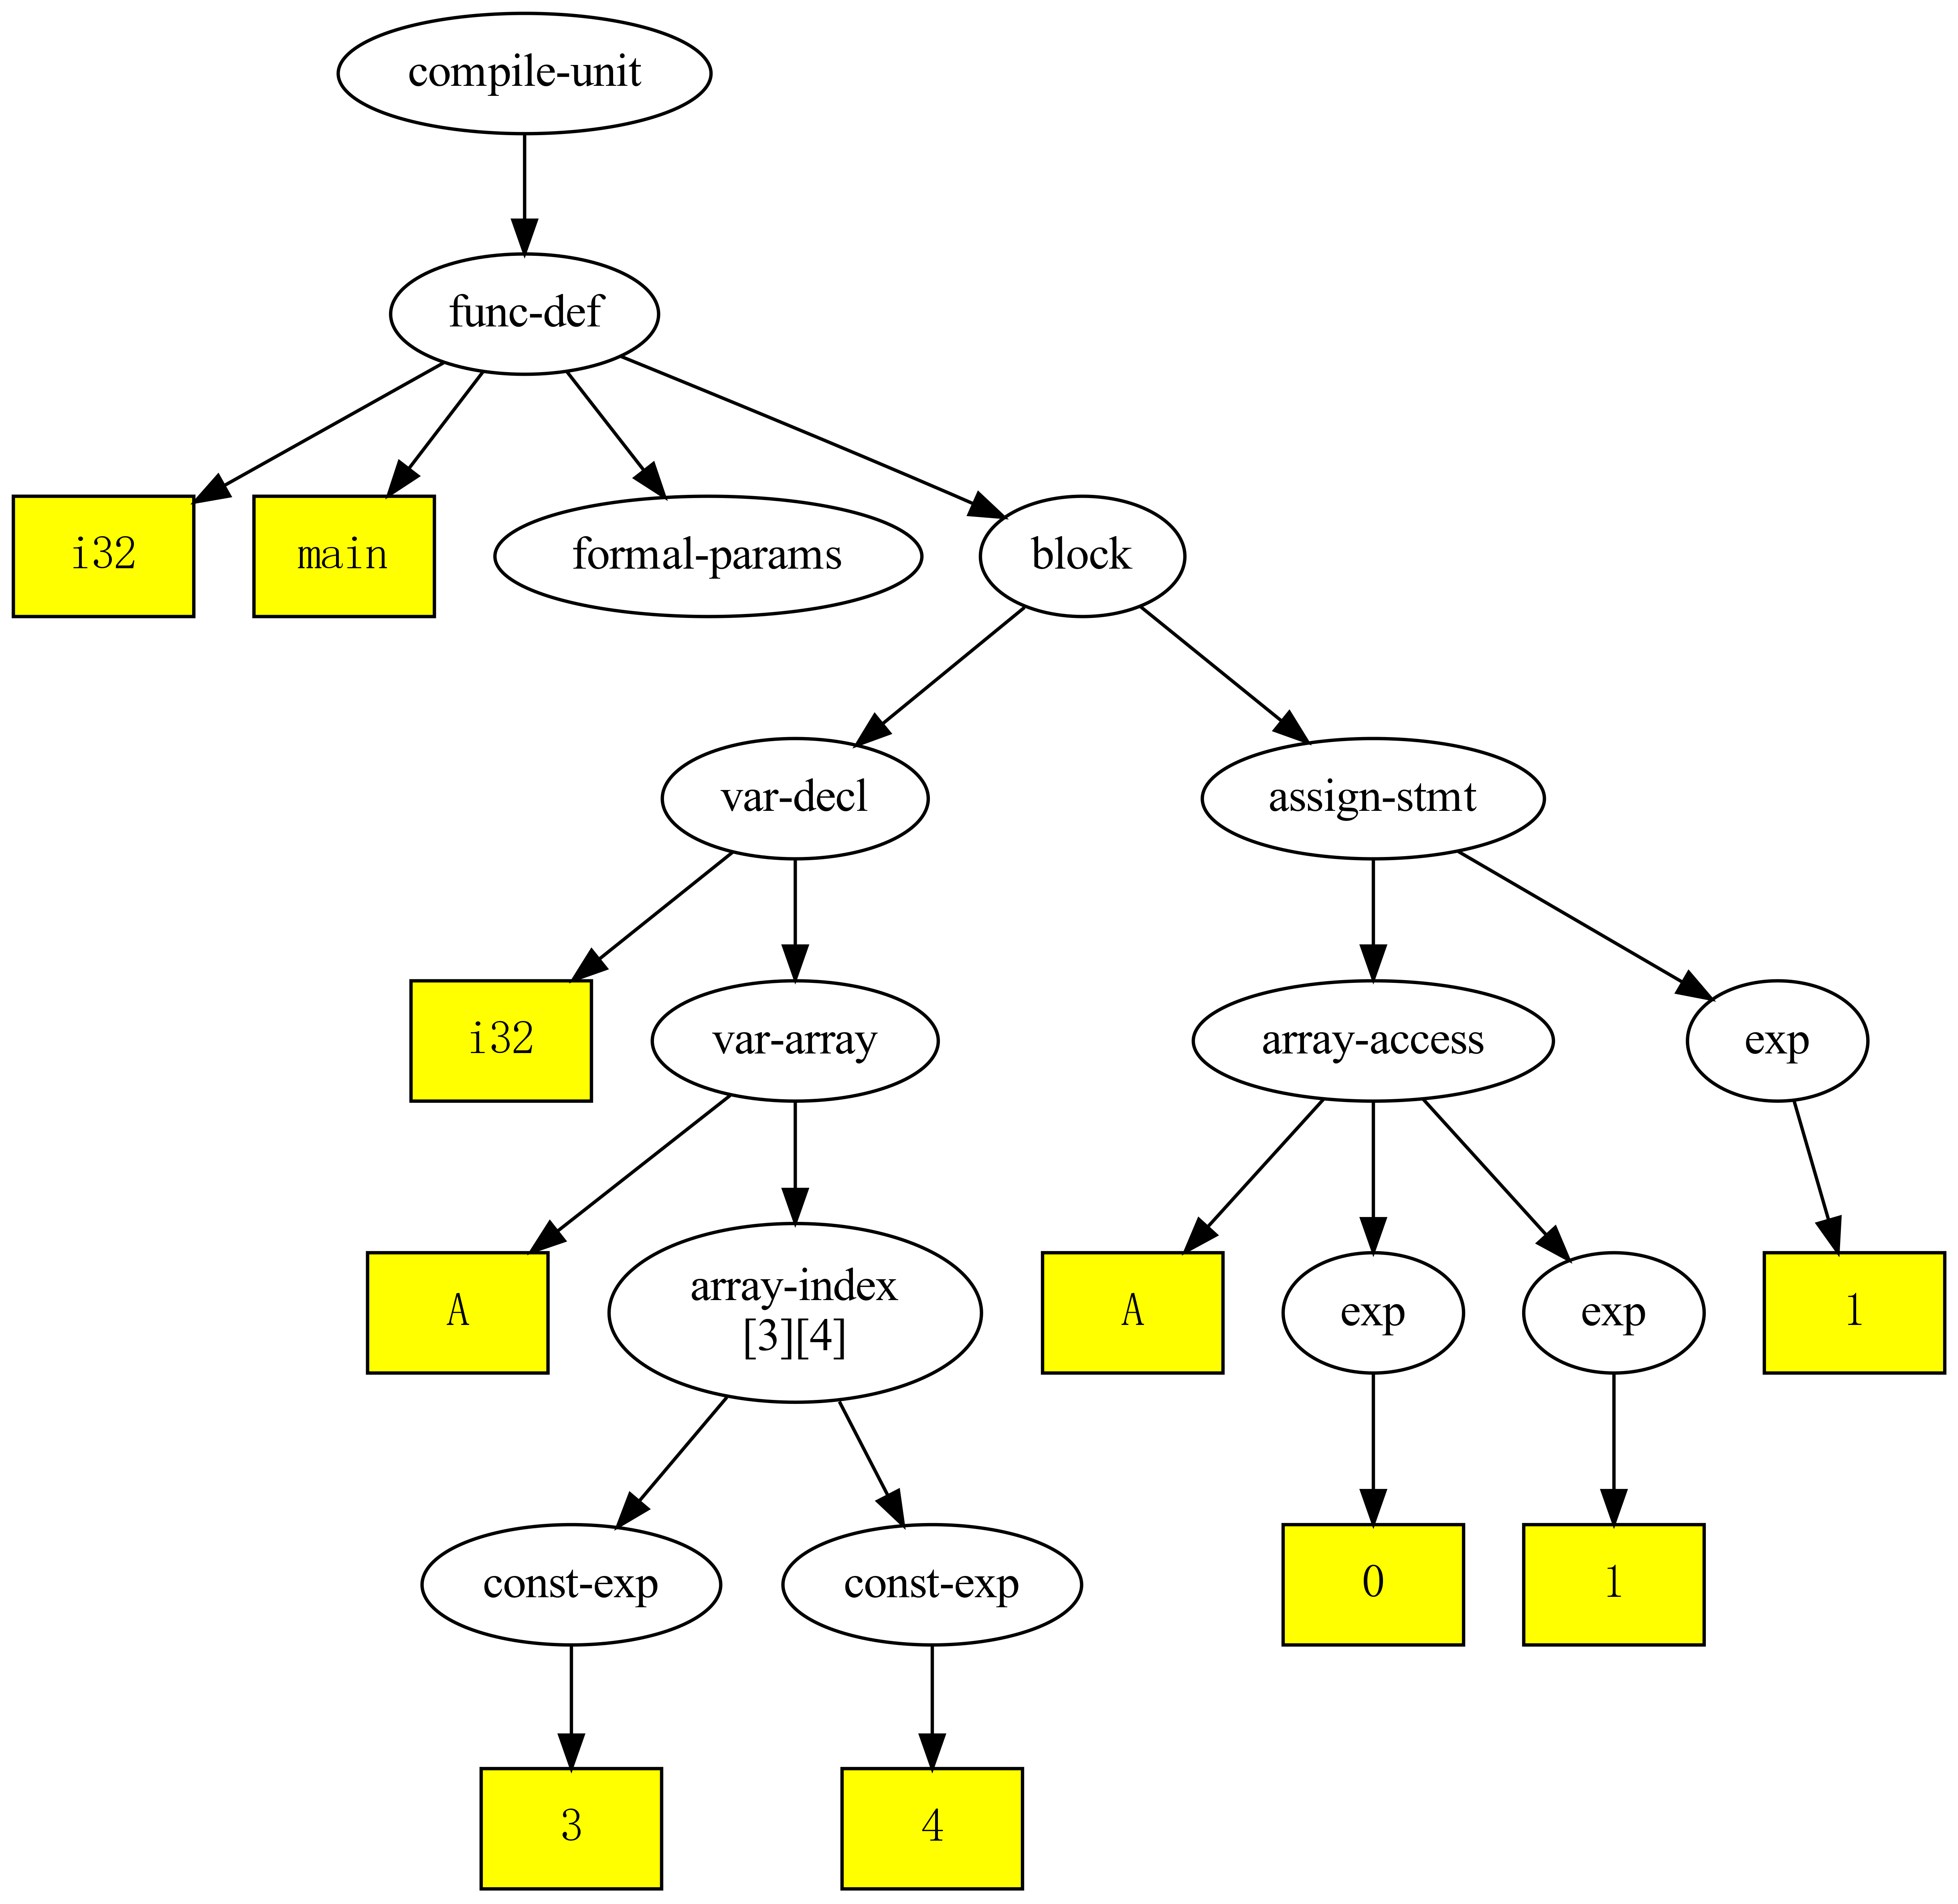 compile-unit
func-def
i32
main
formal-params
block
var-decl
assign-stmt
i32
var-array
array-access
exp
A
array-index
[3][4]
A
exp
exp
1
const-exp
const-exp
0
1
3
4